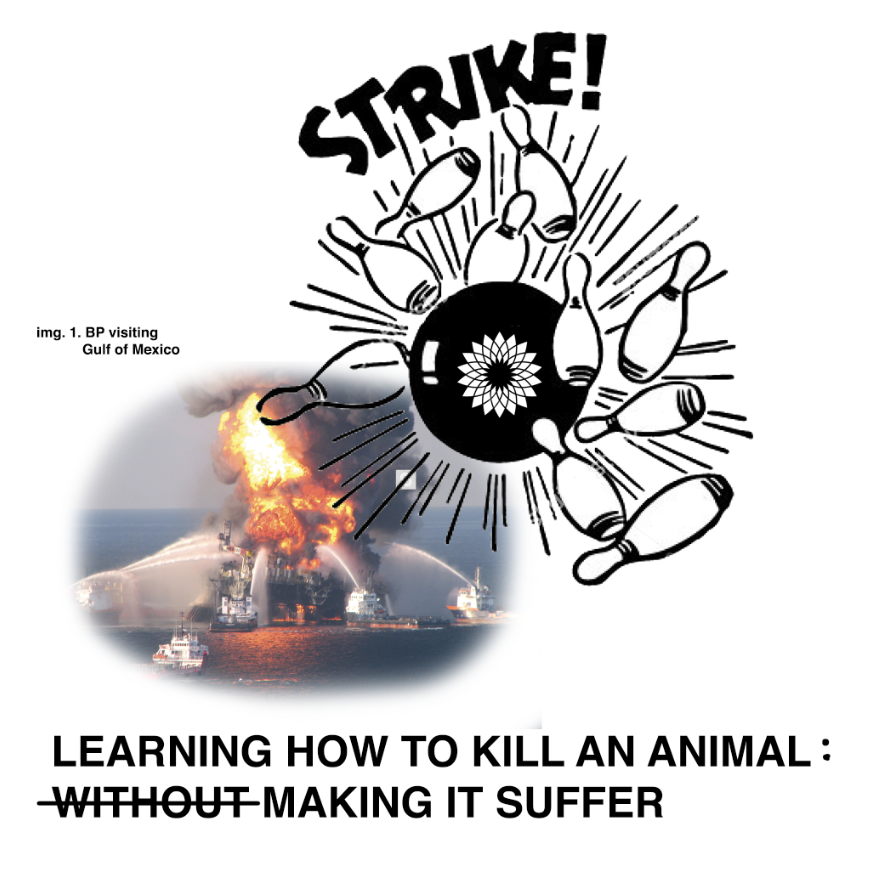 STRIKE!
img. 1. BP visiting
Gulf of Mexico
LEARNING HOW TO KILL AN ANIMAL:
WITHOUT MAKING IT SUFFER